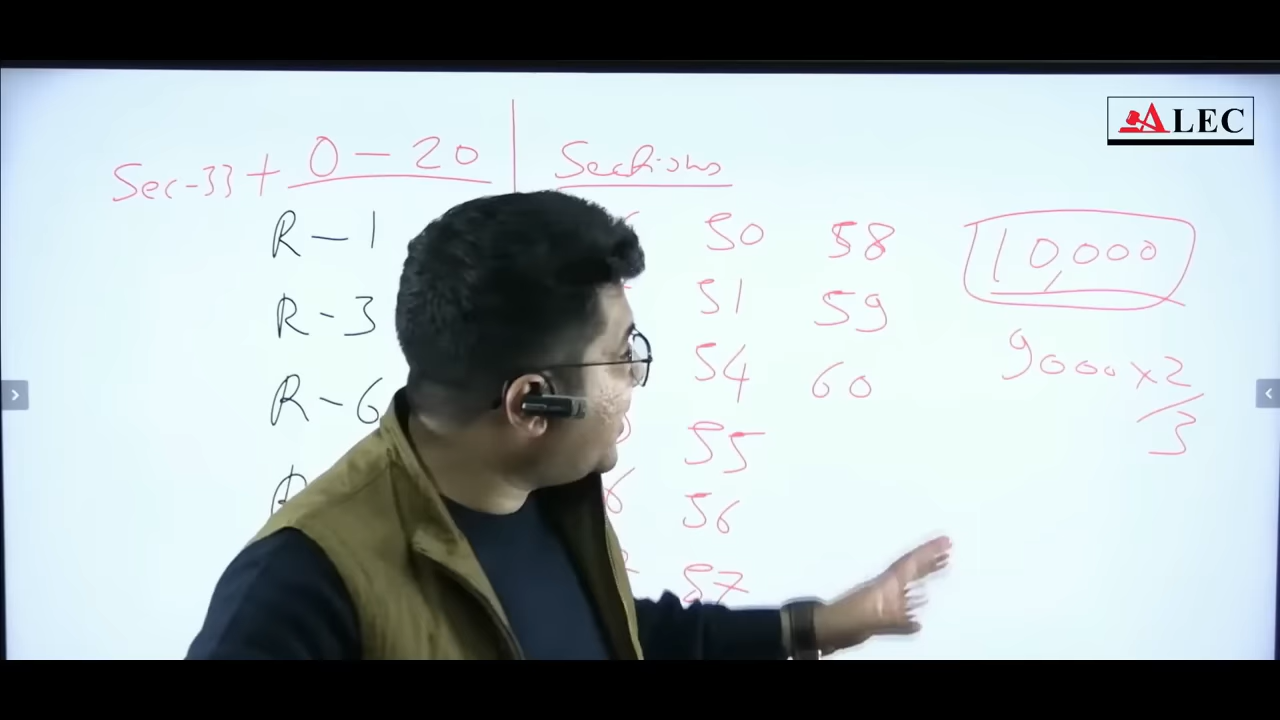 ALEC
Sec-33 + O-20 Sections
R-1 50 58 10,000
R-3 51 59
R-6 54 60 9000 x 2/3
55
56
57